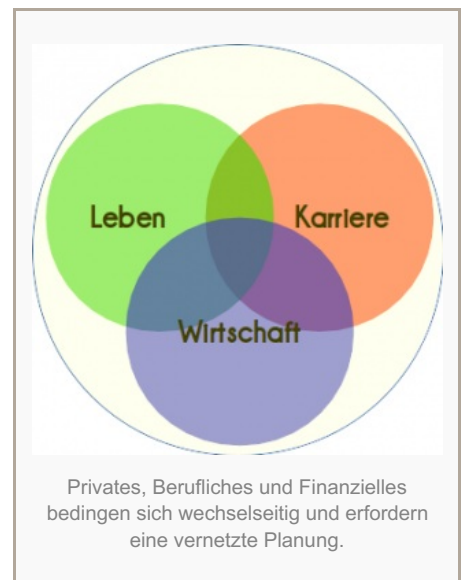 Leben
Karriere
Wirtschaft
Privates, Berufliches und Finanzielles
bedingen sich wechselseitig und erfordern
eine vernetzte Planung.